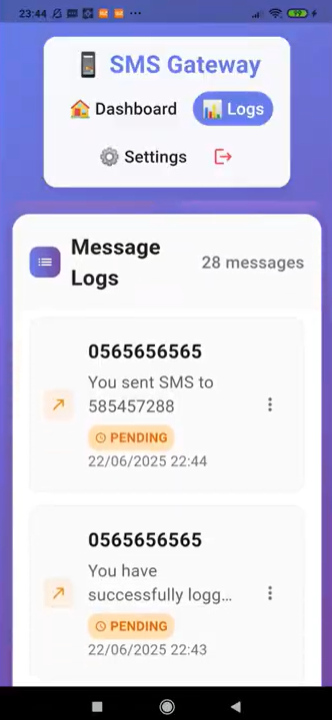 23:44
99
SMS Gateway
Dashboard
Logs
Settings
Message
Logs
28 messages
0565656565
You sent SMS to
585457288
PENDING
22/06/2025 22:44
0565656565
You have
successfully logg...
PENDING
22/06/2025 22:43